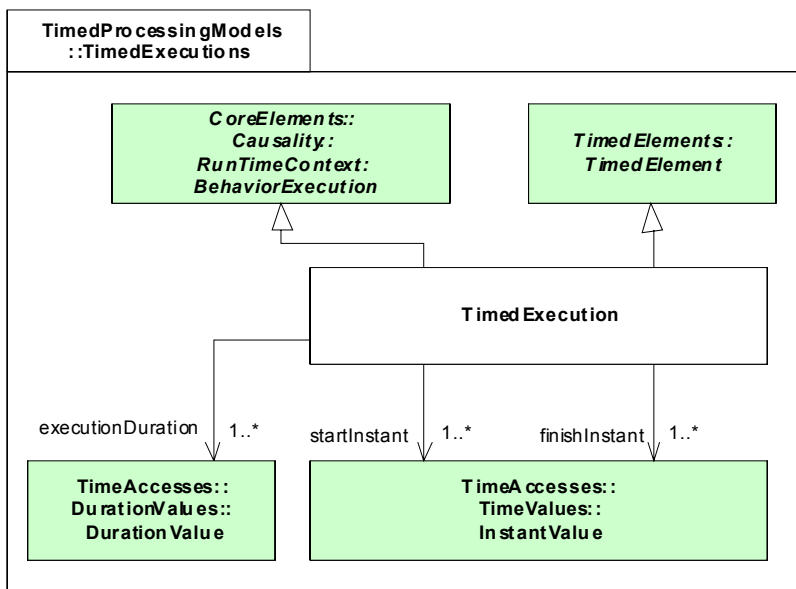 TimedProcessingModels
::TimedExecutions
CoreElements::
Causality::
RunTimeContext:
BehaviorExecution
TimedElements:
TimedElement
TimedExecution
executionDuration
1..*
startInstant
1..*
finishInstant
1..*
TimeAccesses::
DurationValues::
DurationValue
TimeAccesses::
TimeValues::
InstantValue